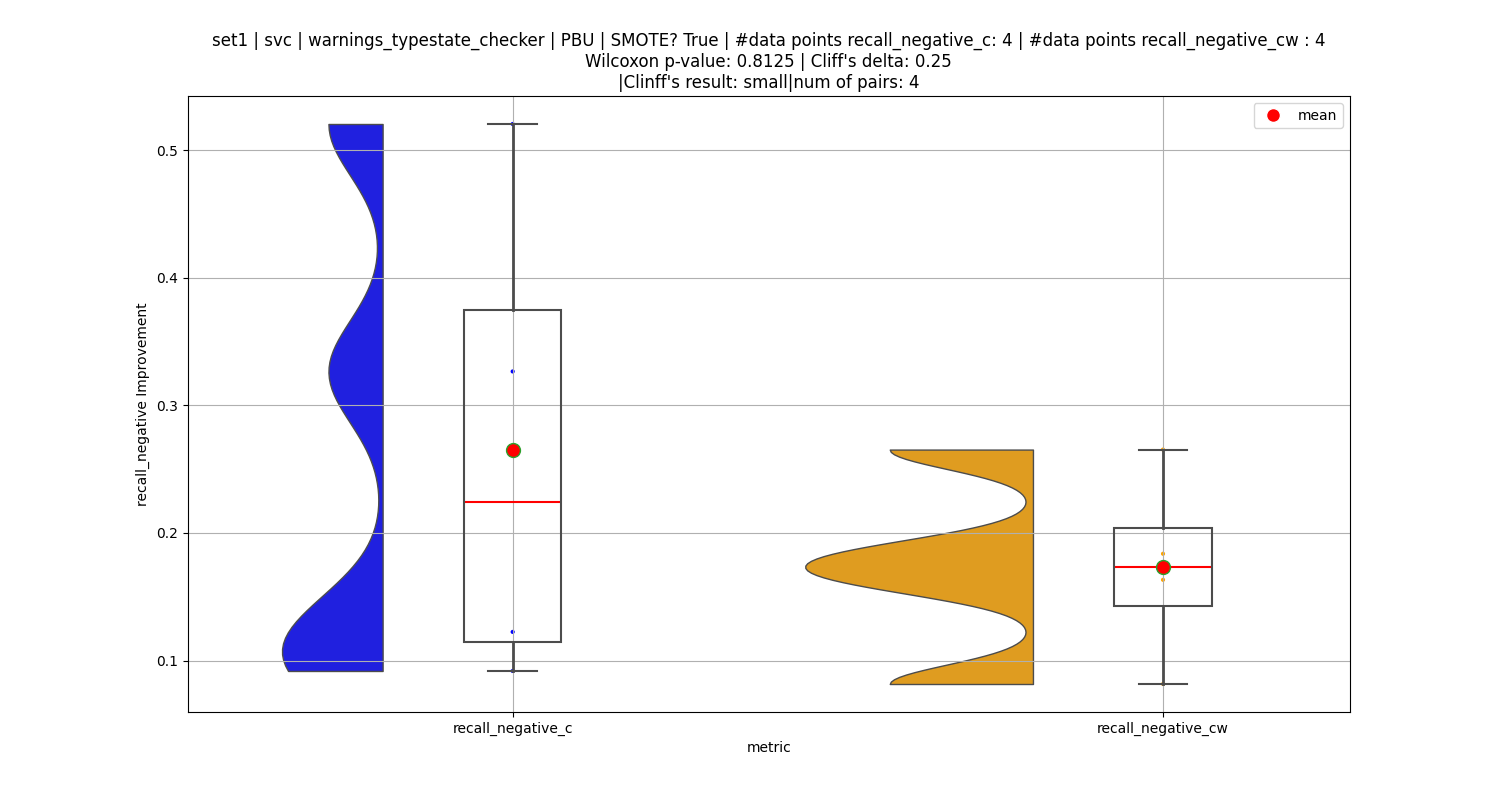 set1 | svc | warnings_typestate_checker | PBU | SMOTE? True | #data points recall_negative_c: 4 | #data points recall_negative_cw : 4
Wilcoxon p-value: 0.8125 | Cliff's delta: 0.25
|Clinff's result: small|num of pairs: 4
mean
0.5
0.4
0.3
0.2
0.1
recall_negative Improvement
recall_negative_c
recall_negative_cw
metric